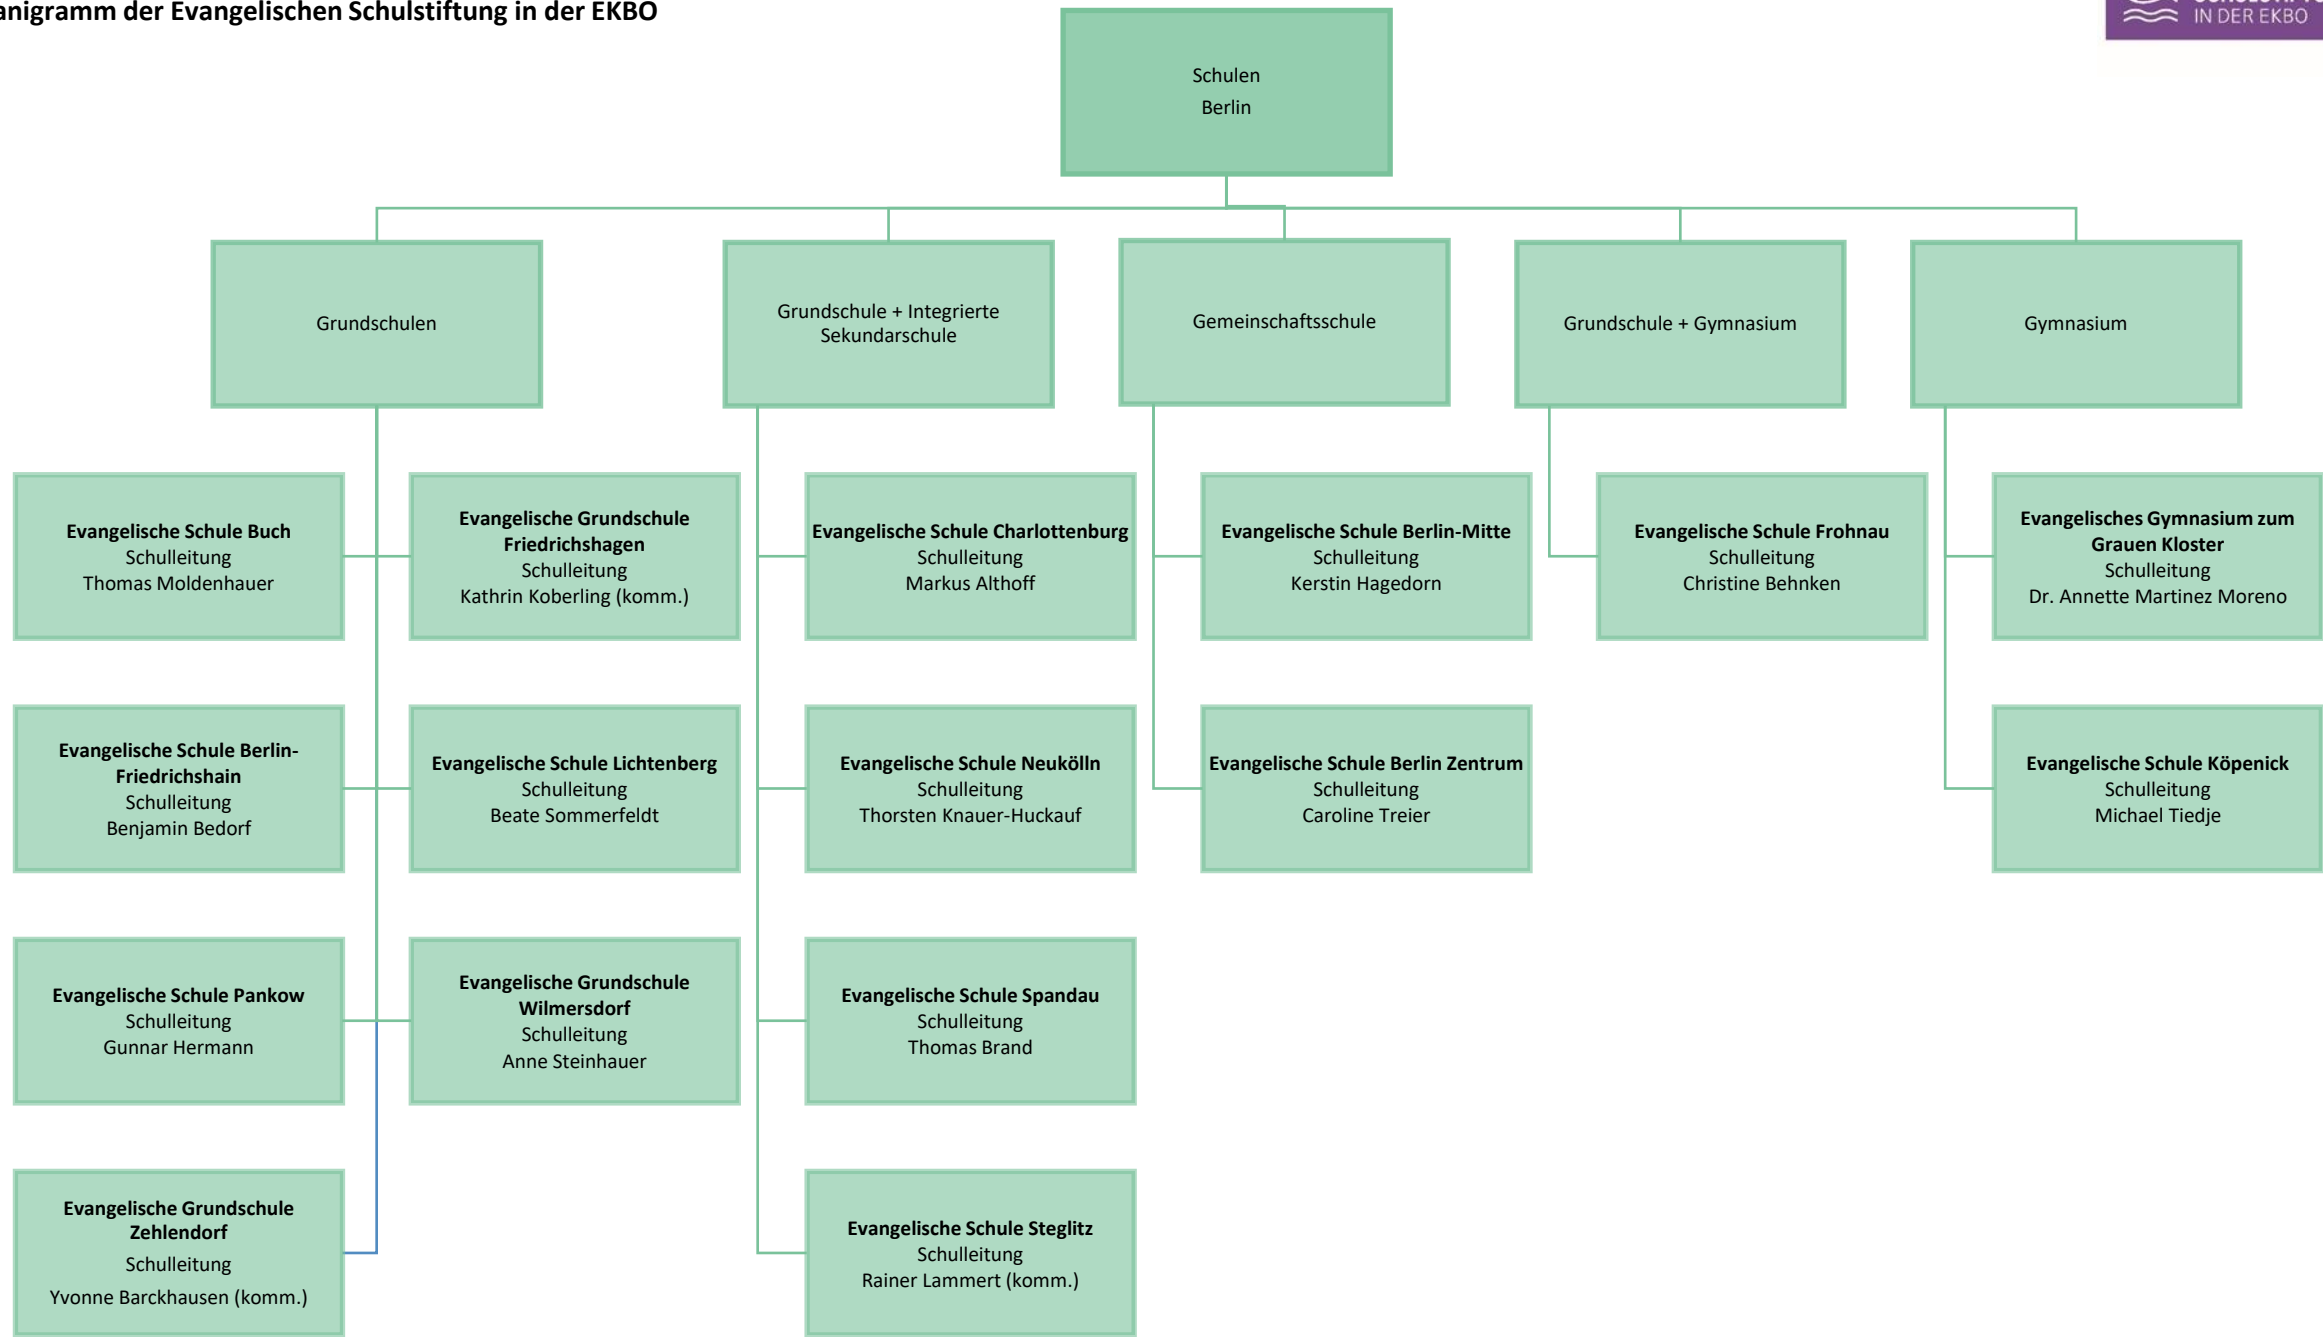 anigramm der Evangelischen Schulstiftung in der EKBO
IN DER EKBO
Schulen
Berlin
Grundschulen
Grundschule + Integrierte
Sekundarschule
Gemeinschaftsschule
Grundschule + Gymnasium
Gymnasium
Evangelische Schule Buch
Schulleitung
Thomas Moldenhauer
Evangelische Grundschule
Friedrichshagen
Schulleitung
Kathrin Koberling (komm.)
Evangelische Schule Charlottenburg
Schulleitung
Markus Althoff
Evangelische Schule Berlin-Mitte
Schulleitung
Kerstin Hagedorn
Evangelische Schule Frohnau
Schulleitung
Christine Behnken
Evangelisches Gymnasium zum
Grauen Kloster
Schulleitung
Dr. Annette Martinez Moreno
Evangelische Schule Berlin-
Friedrichshain
Schulleitung
Benjamin Bedorf
Evangelische Schule Lichtenberg
Schulleitung
Beate Sommerfeldt
Evangelische Schule Neukölln
Schulleitung
Thorsten Knauer-Huckauf
Evangelische Schule Berlin Zentrum
Schulleitung
Caroline Treier
Evangelische Schule Köpenick
Schulleitung
Michael Tiedje
Evangelische Schule Pankow
Schulleitung
Gunnar Hermann
Evangelische Grundschule
Wilmersdorf
Schulleitung
Anne Steinhauer
Evangelische Schule Spandau
Schulleitung
Thomas Brand
Evangelische Grundschule
Zehlendorf
Schulleitung
Yvonne Barckhausen (komm.)
Evangelische Schule Steglitz
Schulleitung
Rainer Lammert (komm.)